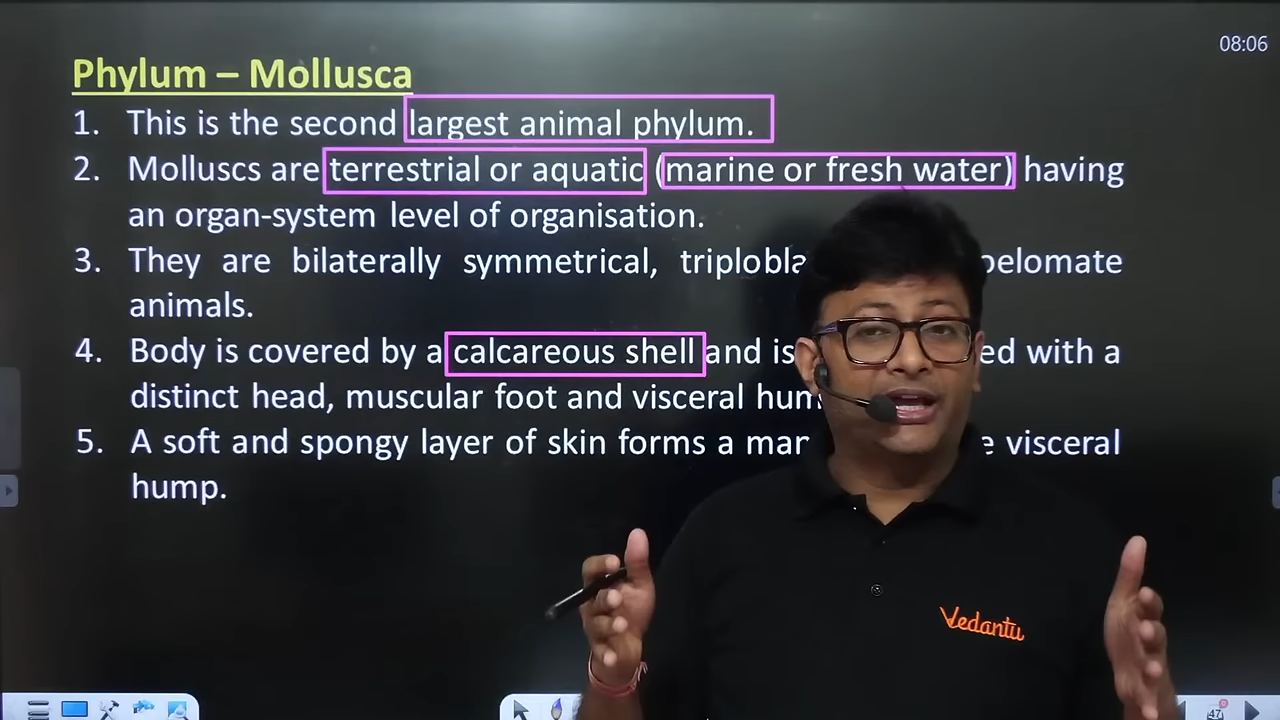 08:06
Phylum – Mollusca
1. This is the second largest animal phylum.
2. Molluscs are terrestrial or aquatic (marine or fresh water) having
an organ-system level of organisation.
3. They are bilaterally symmetrical,
animals.
4. Body is covered by a calcareous shell and is with a
distinct head, muscular foot and visceral
5. A soft and spongy layer of skin forms a visceral
hump.
Vedantu
47